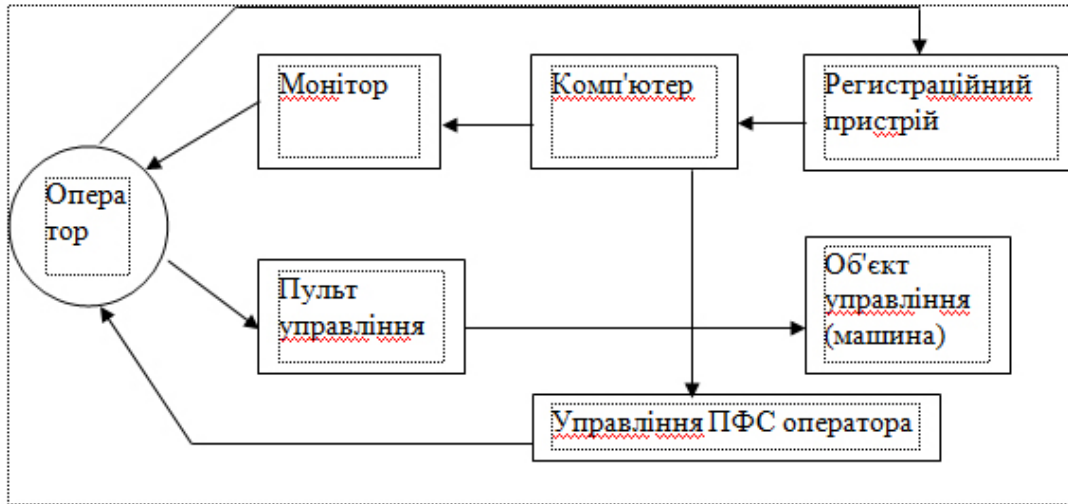 Монітор
Комп'ютер
Регистраційний
пристрій
Опера
тор
Пульт
управління
Об'єкт
управління
(машина)
Управління ПФС оператора